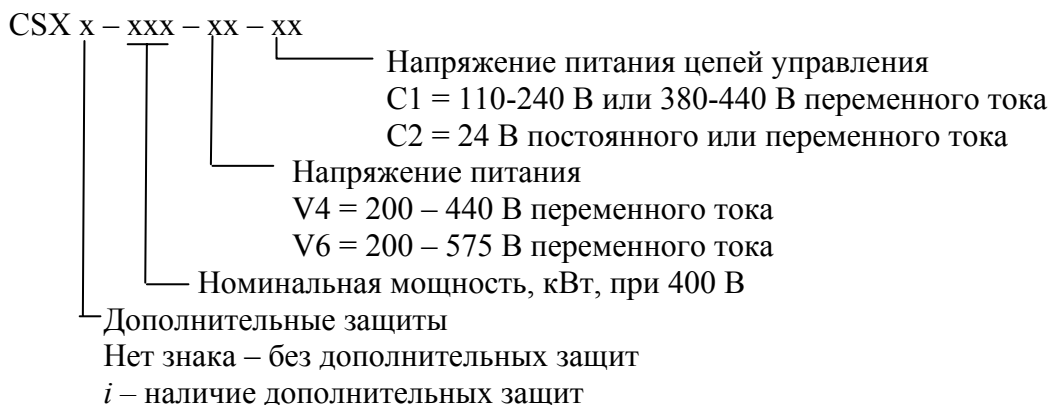 CSX x – xxx – xx – xx
Напряжение питания цепей управления
C1 = 110-240 В или 380-440 В переменного тока
C2 = 24 В постоянного или переменного тока
Напряжение питания
V4 = 200 – 440 В переменного тока
V6 = 200 – 575 В переменного тока
Номинальная мощность, кВт, при 400 В
Дополнительные защиты
Нет знака – без дополнительных защит
i – наличие дополнительных защит